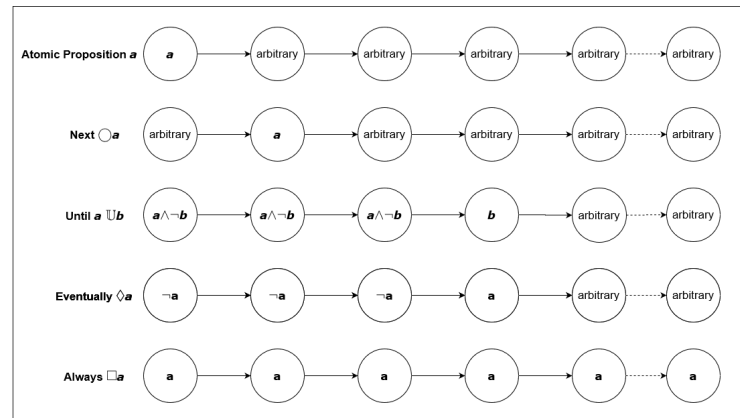 Atomic Proposition a a arbitrary arbitrary arbitrary arbitrary arbitrary
Next ◯a arbitrary a arbitrary arbitrary arbitrary arbitrary
Until a 𝕌b a∧¬b a∧¬b a∧¬b b arbitrary arbitrary
Eventually ◊a ¬a ¬a ¬a a arbitrary arbitrary
Always □a a a a a a a